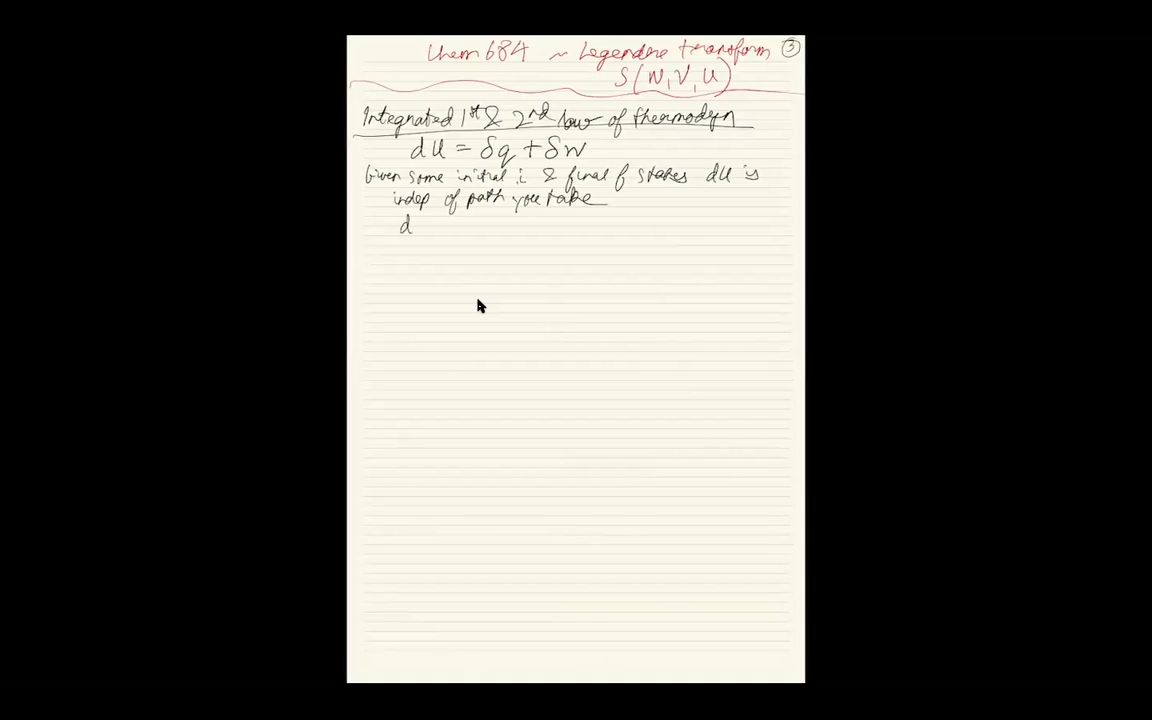 Chem 684 ~ Legendre transform ③
S(N, V, U)
Integrated 1st & 2nd law of thermodyn
dU = δq + δw
Given some initial i & final f states dU is
indep of path you take
d